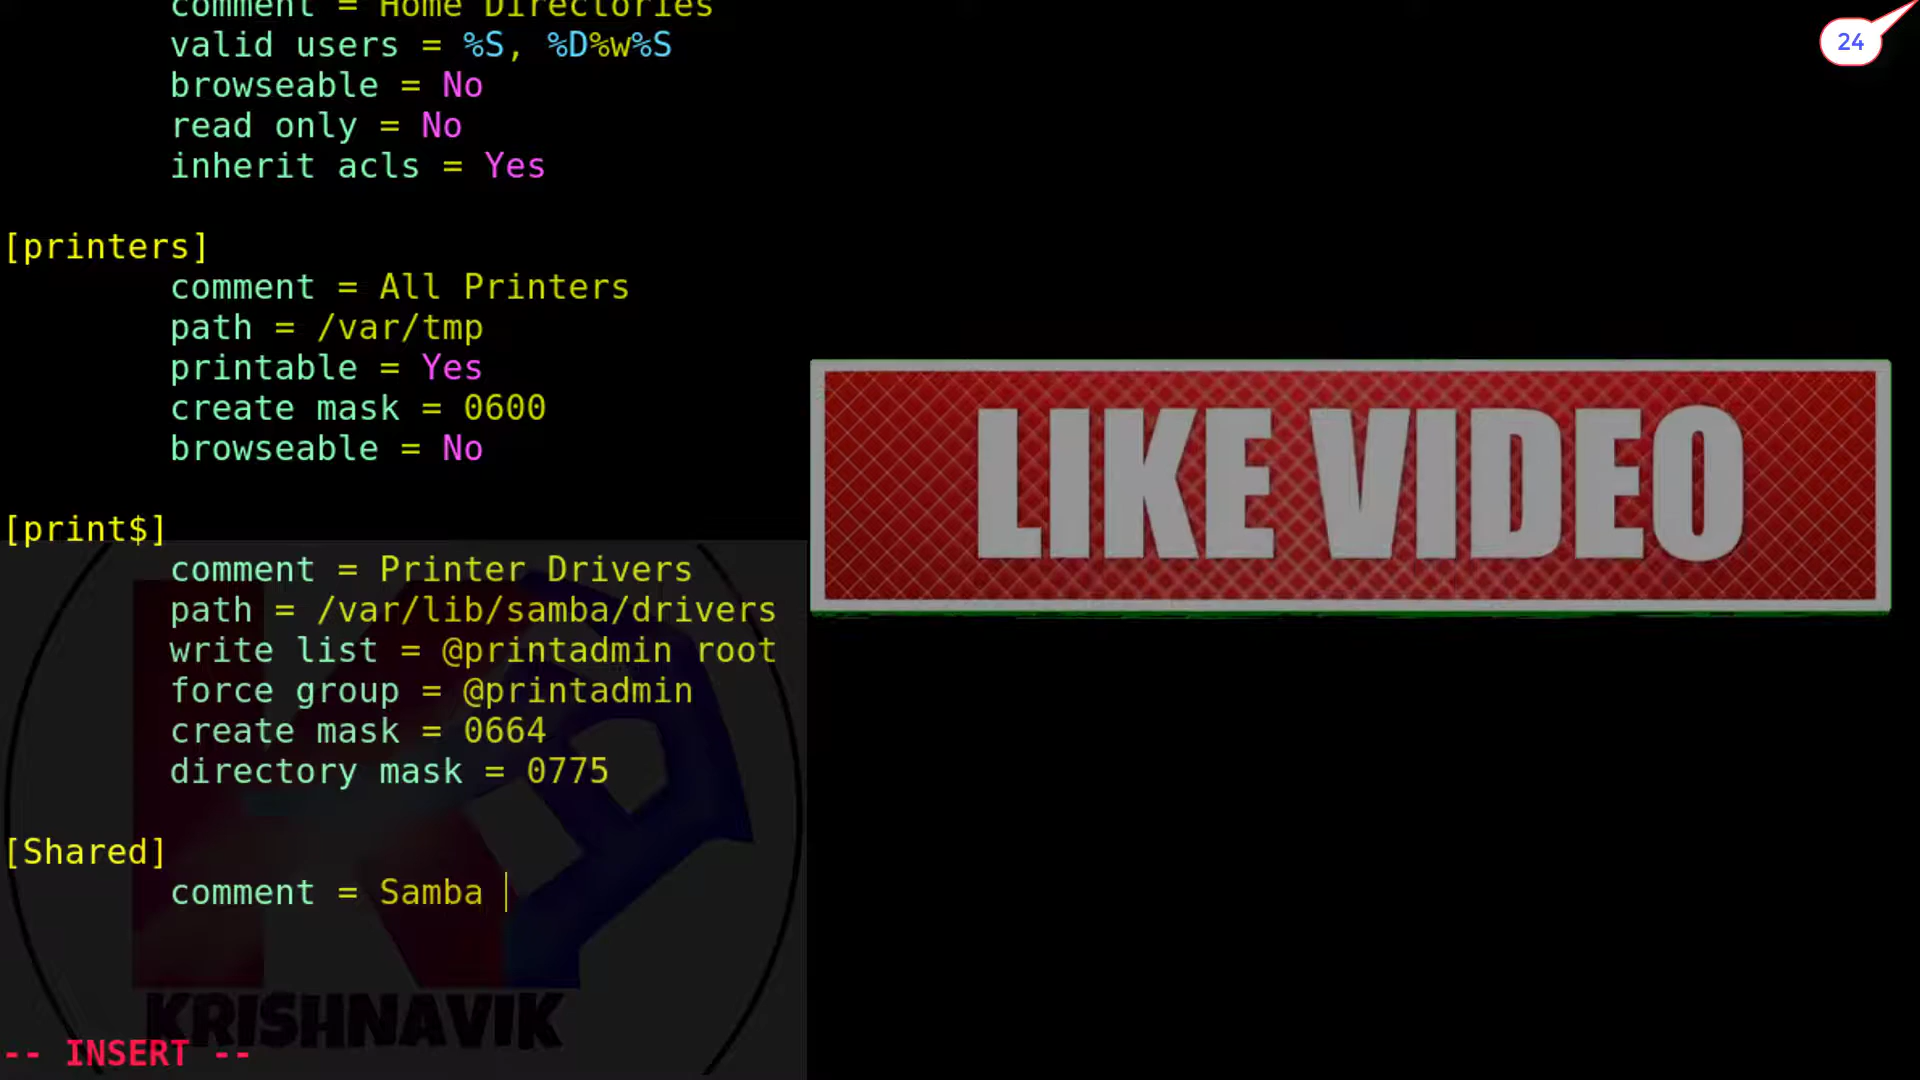 comment = Home Directories
valid users = %S, %D%w%S
browseable = No
read only = No
inherit acls = Yes
[printers]
comment = All Printers
path = /var/tmp
printable = Yes
create mask = 0600
browseable = No
[print$]
comment = Printer Drivers
path = /var/lib/samba/drivers
write list = @printadmin root
force group = @printadmin
create mask = 0664
directory mask = 0775
[Shared]
comment = Samba
KRISHNAVIK
-- INSERT --
24
LIKE VIDEO